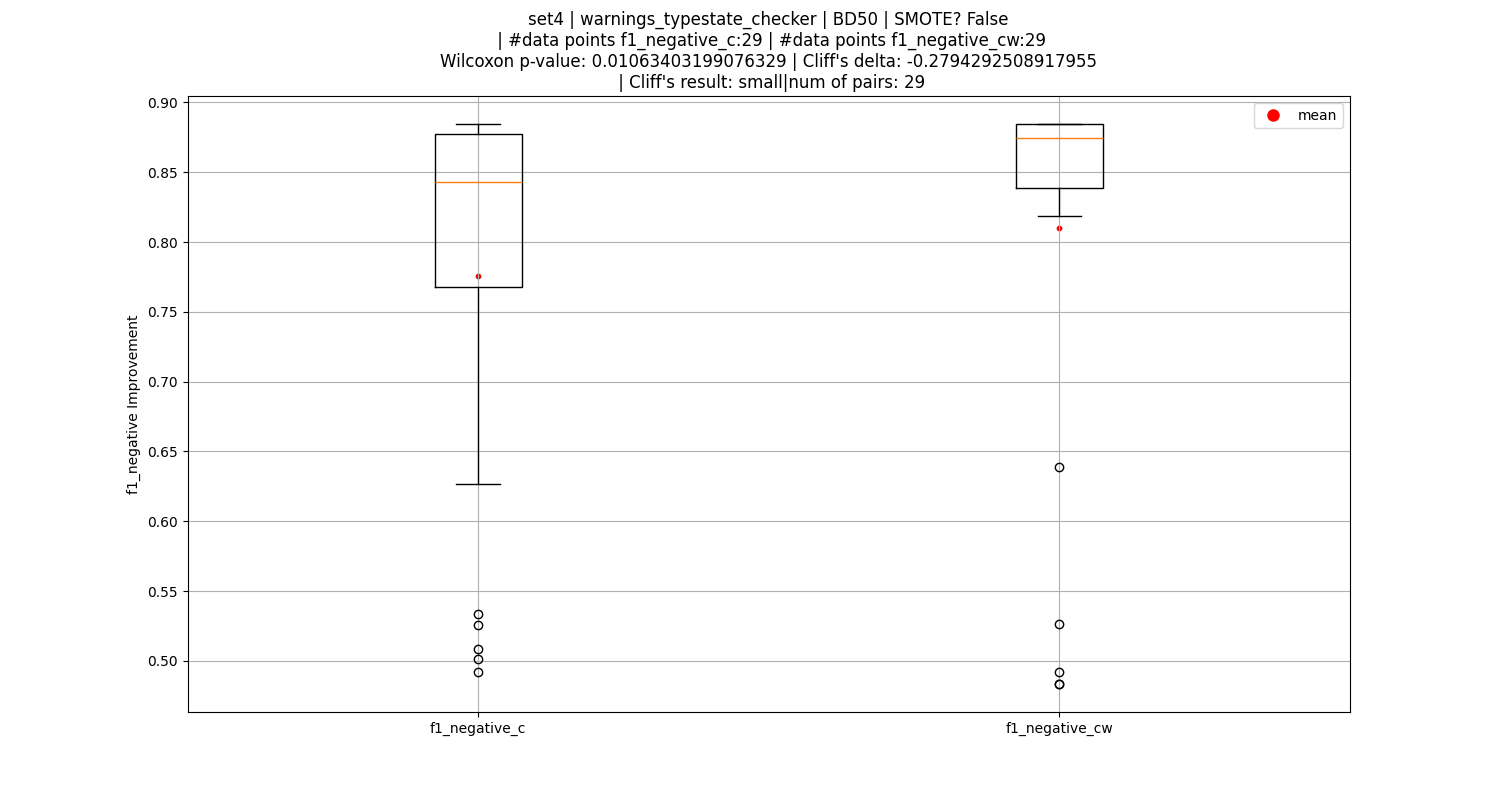 set4 | warnings_typestate_checker | BD50 | SMOTE? False
| #data points f1_negative_c:29 | #data points f1_negative_cw:29
Wilcoxon p-value: 0.01063403199076329 | Cliff's delta: -0.2794292508917955
| Cliff's result: small|num of pairs: 29
mean
0.90
0.85
0.80
0.75
0.70
0.65
0.60
0.55
0.50
f1_negative Improvement
f1_negative_c
f1_negative_cw